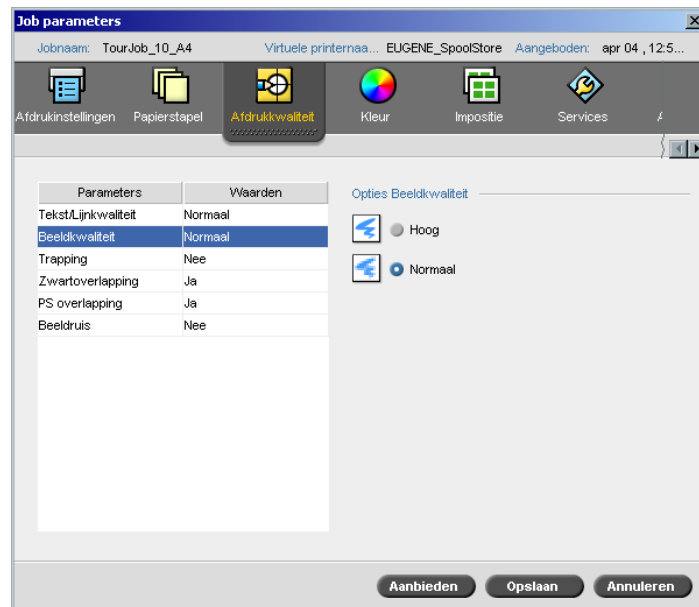 Job parameters
Jobnaam: TourJob_10_A4 Virtuele printernaa... EUGENE_SpoolStore Aangeboden: apr 04 , 12:5...
Afdrukinstellingen Papierstapel Afdrukkwaliteit Kleur Impositie Services A
Parameters Waarden
Tekst/Lijnkwaliteit Normaal
Beeldkwaliteit Normaal
Trapping Nee
Zwartoverlapping Ja
PS overlapping Ja
Beeldruis Nee
Opties Beeldkwaliteit
Hoog
Normaal
Aanbieden Opslaan Annuleren